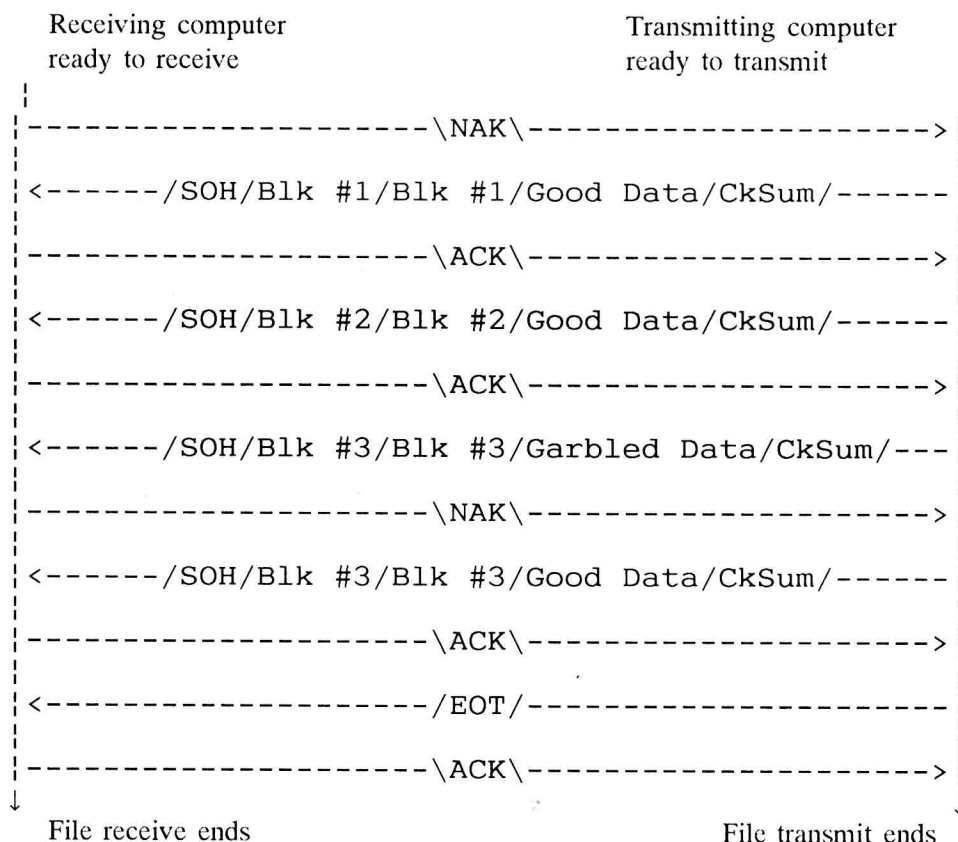 Receiving computer
ready to receive
Transmitting computer
ready to transmit
----------------------\NAK\---------------------->
<------/SOH/Blk #1/Blk #1/Good Data/CkSum/------
----------------------\ACK\---------------------->
<------/SOH/Blk #2/Blk #2/Good Data/CkSum/------
----------------------\ACK\---------------------->
<------/SOH/Blk #3/Blk #3/Garbled Data/CkSum/---
----------------------\NAK\---------------------->
<------/SOH/Blk #3/Blk #3/Good Data/CkSum/------
----------------------\ACK\---------------------->
<---------------------/EOT/-----------------------
----------------------\ACK\---------------------->
File receive ends
File transmit ends